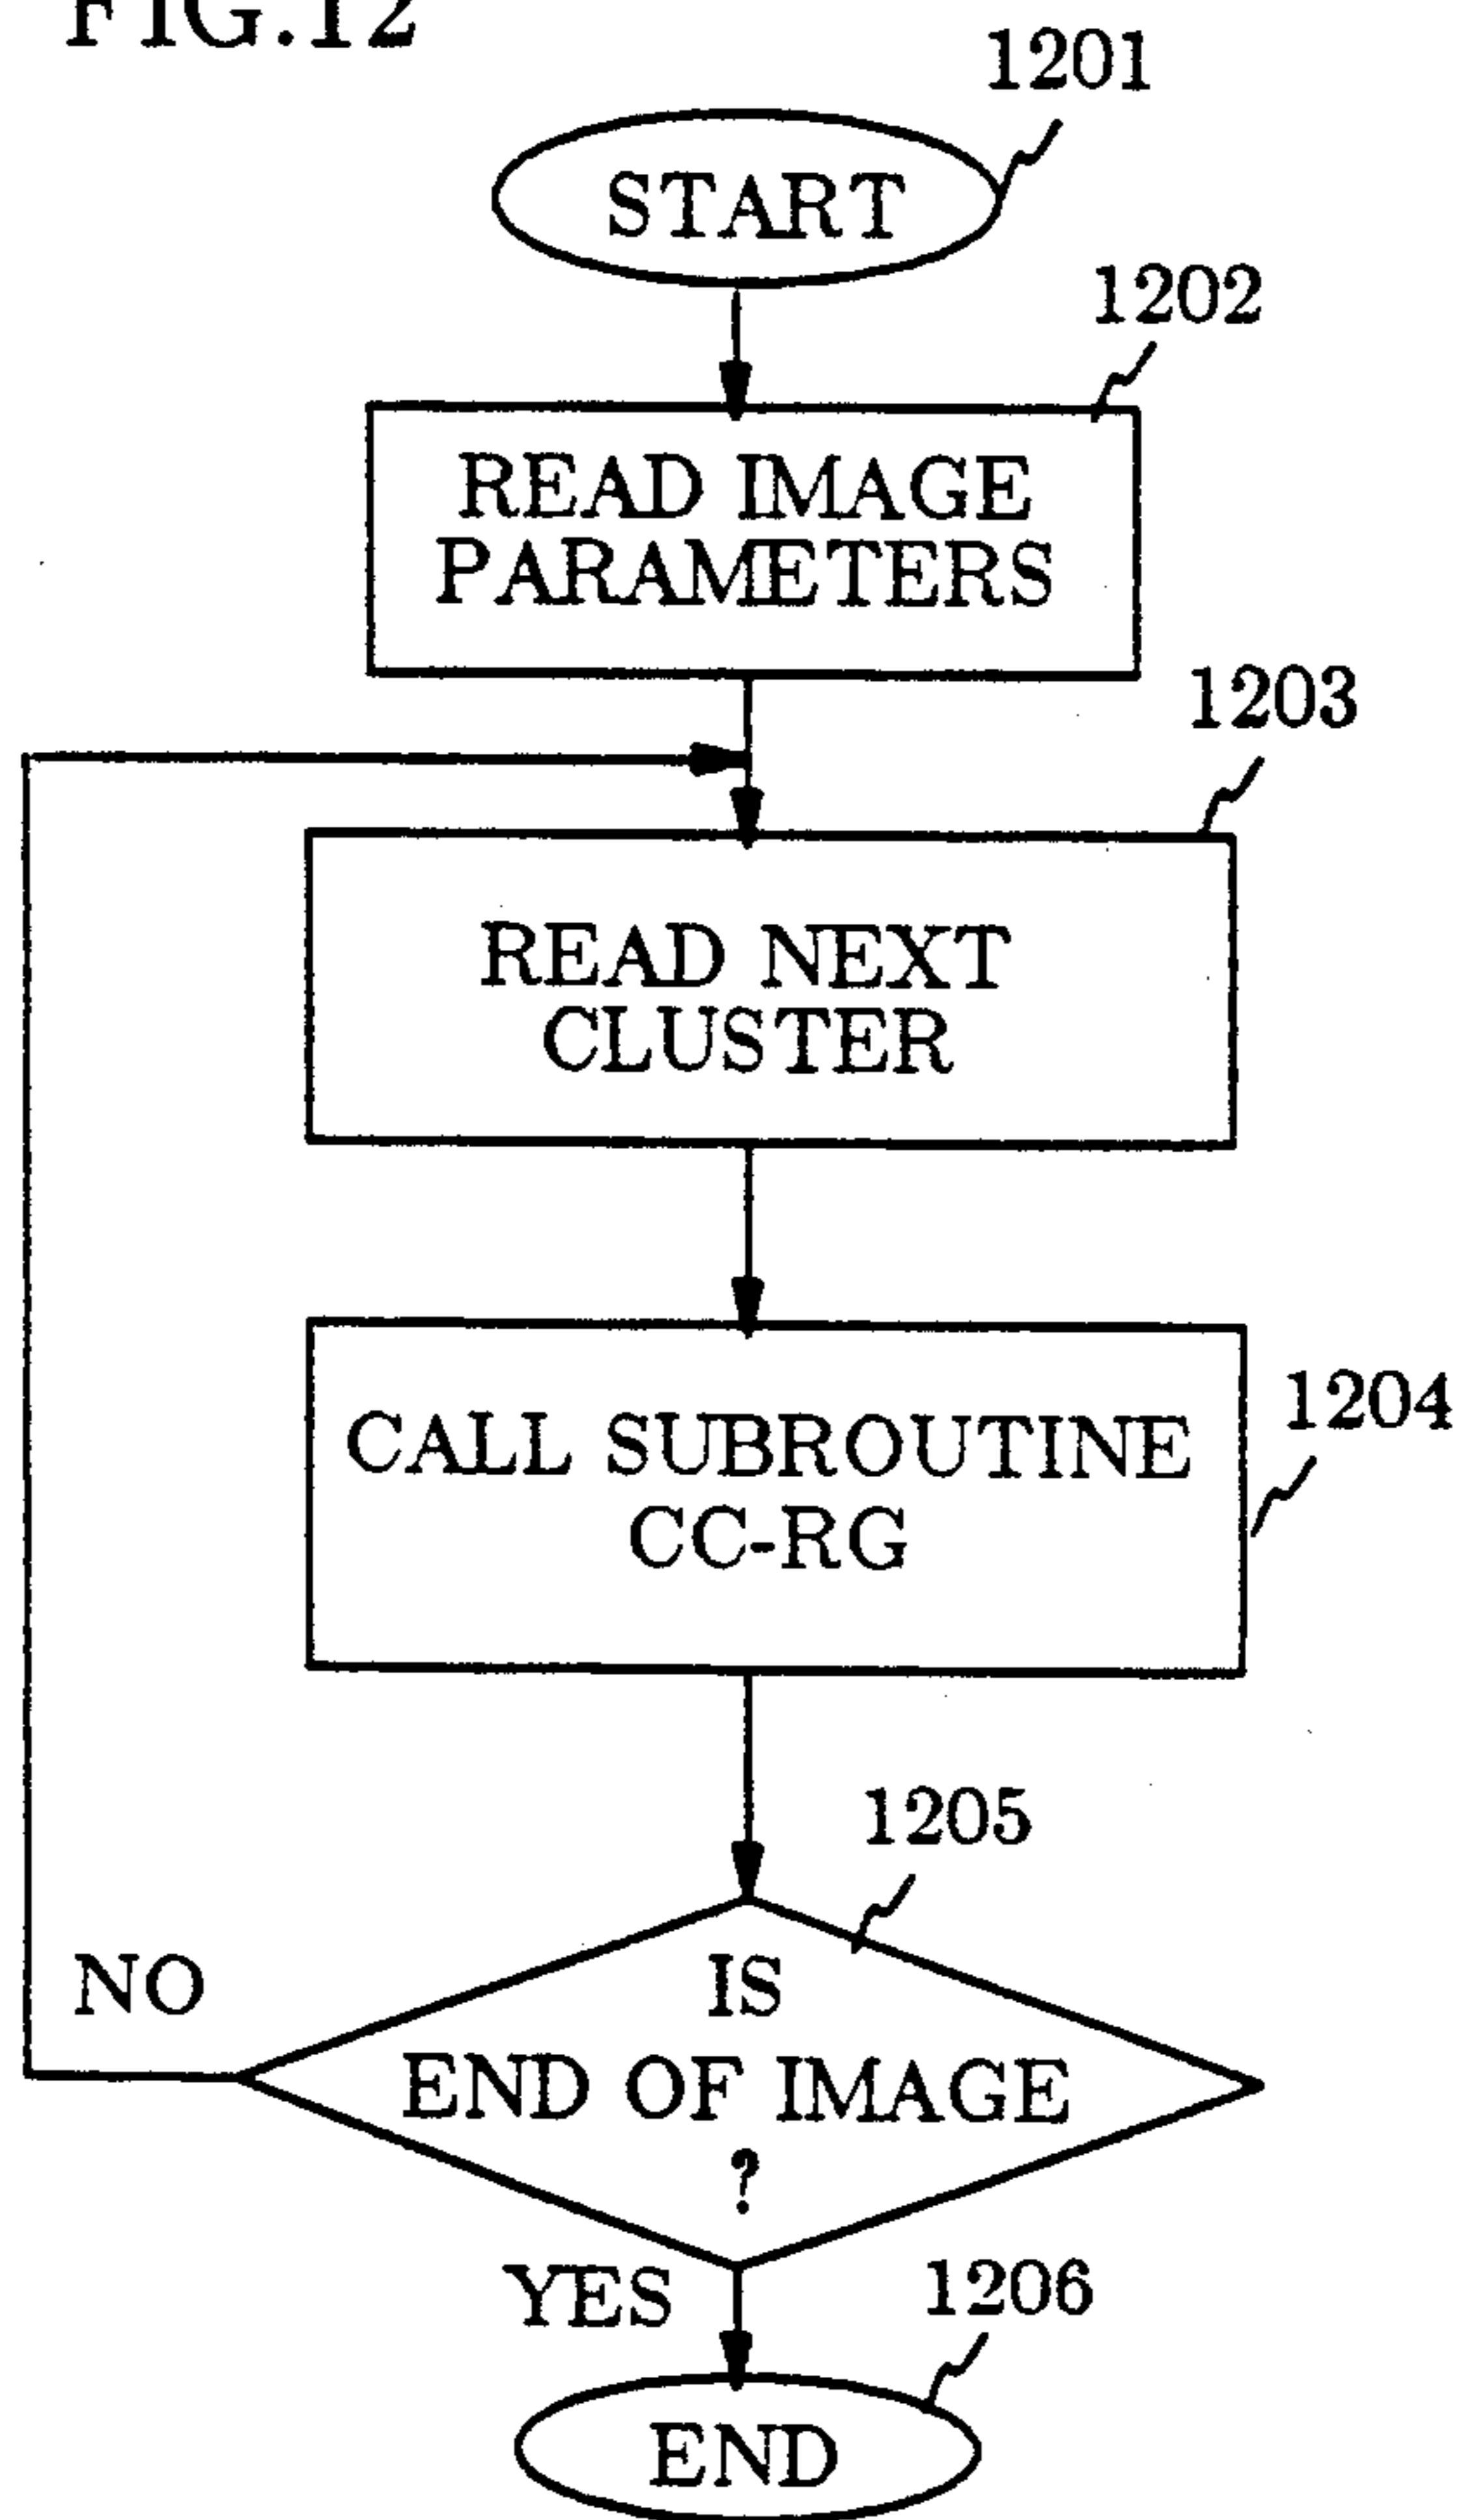 FIG.12
1201
START
1202
READ IMAGE
PARAMETERS
1203
READ NEXT
CLUSTER
1204
CALL SUBROUTINE
CC-RG
1205
NO
IS
END OF IMAGE
?
YES
1206
END